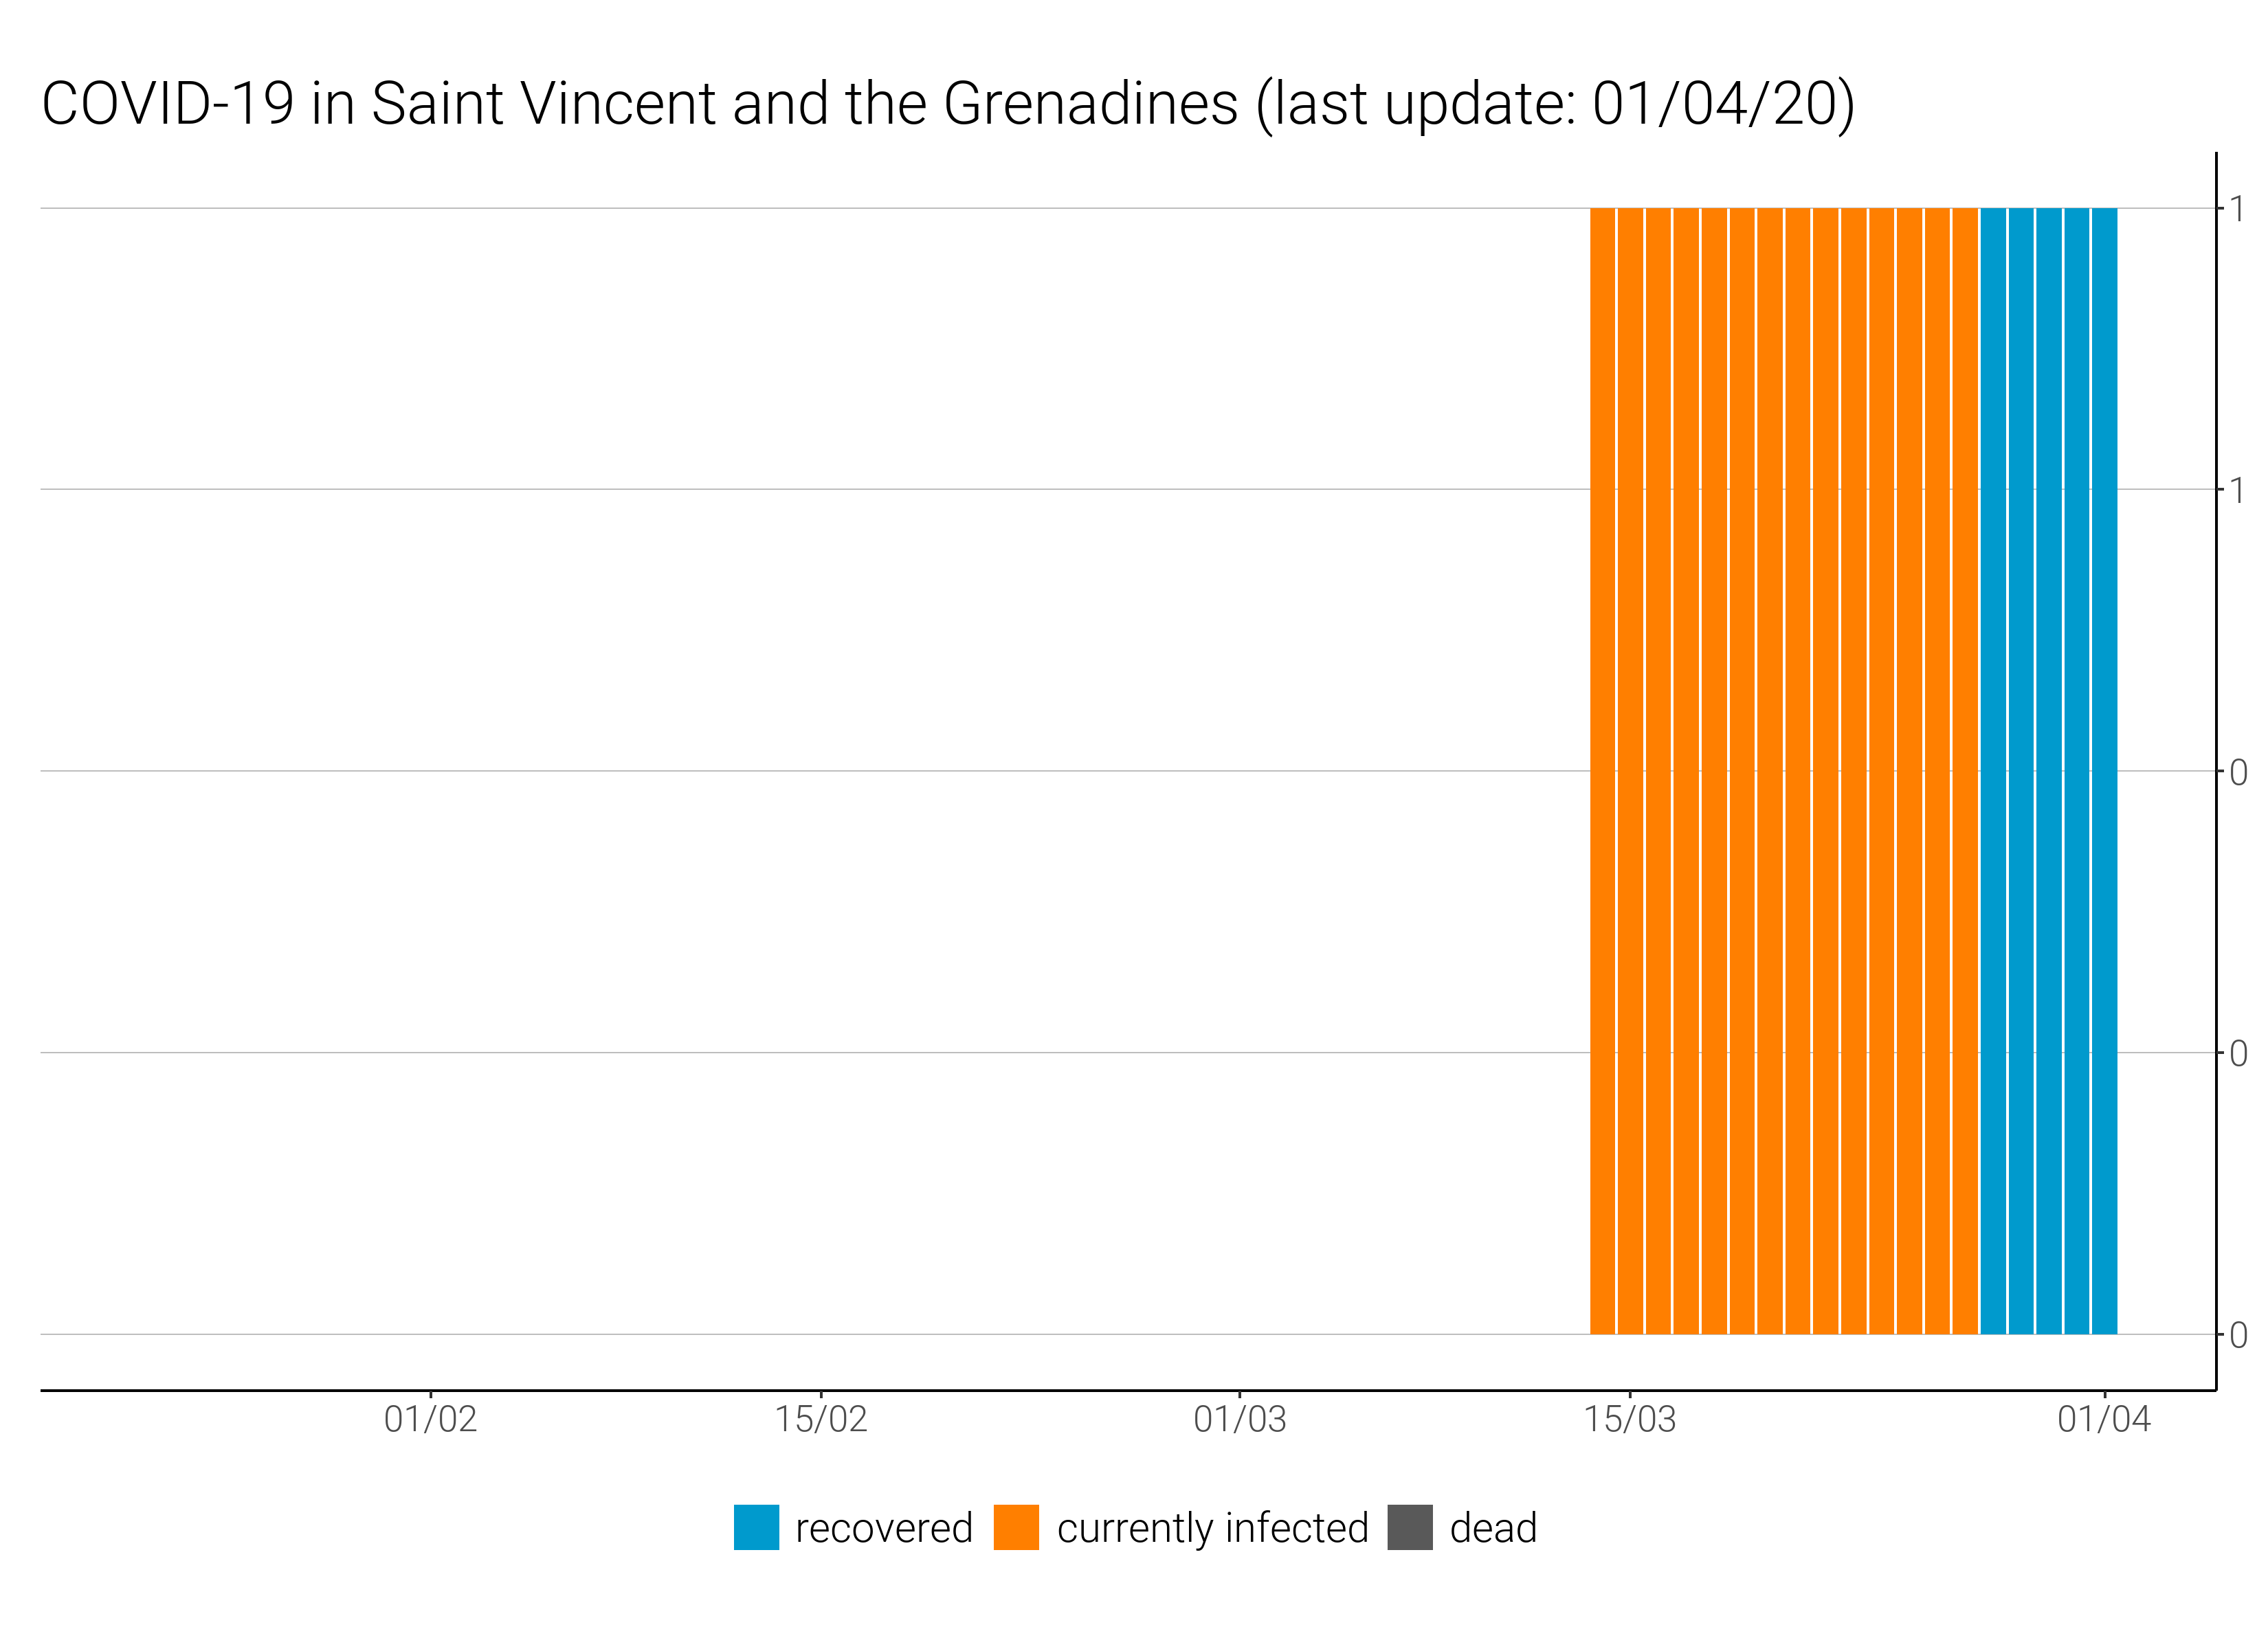 COVID-19 in Saint Vincent and the Grenadines (last update: 01/04/20)
1
1
0
0
0
01/02 15/02 01/03 15/03 01/04
recovered currently infected dead